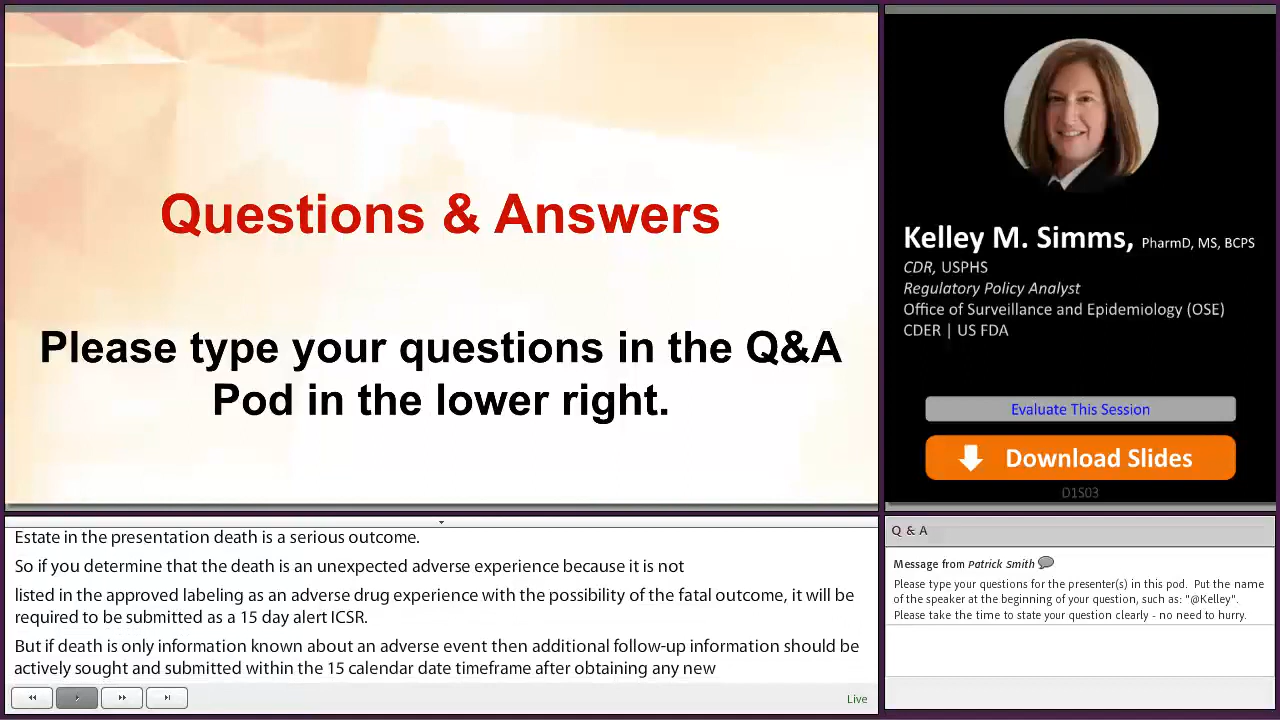 Questions & Answers
Please type your questions in the Q&A
Pod in the lower right.
Kelley M. Simms, PharmD, MS, BCPS
CDR, USPHS
Regulatory Policy Analyst
Office of Surveillance and Epidemiology (OSE)
CDER | US FDA
Evaluate This Session
Download Slides
D1S03
Estate in the presentation death is a serious outcome.
So if you determine that the death is an unexpected adverse experience because it is not
listed in the approved labeling as an adverse drug experience with the possibility of the fatal outcome, it will be
required to be submitted as a 15 day alert ICSR.
But if death is only information known about an adverse event then additional follow-up information should be
actively sought and submitted within the 15 calendar date timeframe after obtaining any new
Live
Q & A
Message from Patrick Smith
Please type your questions for the presenter(s) in this pod. Put the name
of the speaker at the beginning of your question, such as: "@Kelley".
Please take the time to state your question clearly - no need to hurry.